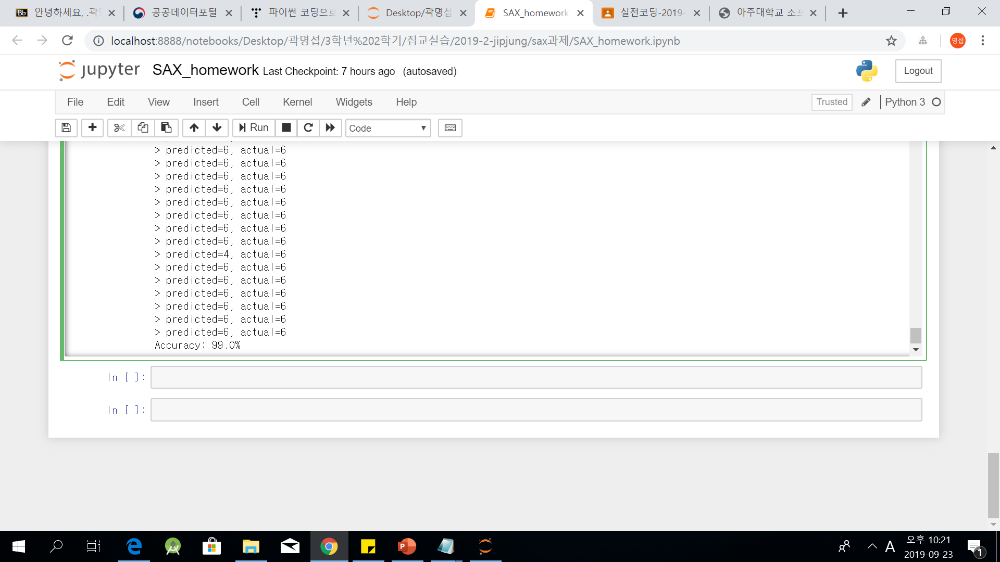 Bb 안녕하세요, .곽
공공데이터포털
파이썬 코딩으로
Desktop/곽명섭
SAX_homework
실전코딩-2019-
아주대학교 소프
localhost:8888/notebooks/Desktop/곽명섭/3학년%202학기/집교실습/2019-2-jipjung/sax과제/SAX_homework.ipynb
명섭
jupyter SAX_homework Last Checkpoint: 7 hours ago (autosaved)
Logout
File Edit View Insert Cell Kernel Widgets Help
Trusted
Python 3
Run
Code
> predicted=6, actual=6
> predicted=6, actual=6
> predicted=6, actual=6
> predicted=6, actual=6
> predicted=6, actual=6
> predicted=6, actual=6
> predicted=6, actual=6
> predicted=6, actual=6
> predicted=4, actual=6
> predicted=6, actual=6
> predicted=6, actual=6
> predicted=6, actual=6
> predicted=6, actual=6
> predicted=6, actual=6
> predicted=6, actual=6
Accuracy: 99.0%
In [ ]:
In [ ]:
A
오후 10:21
2019-09-23
1